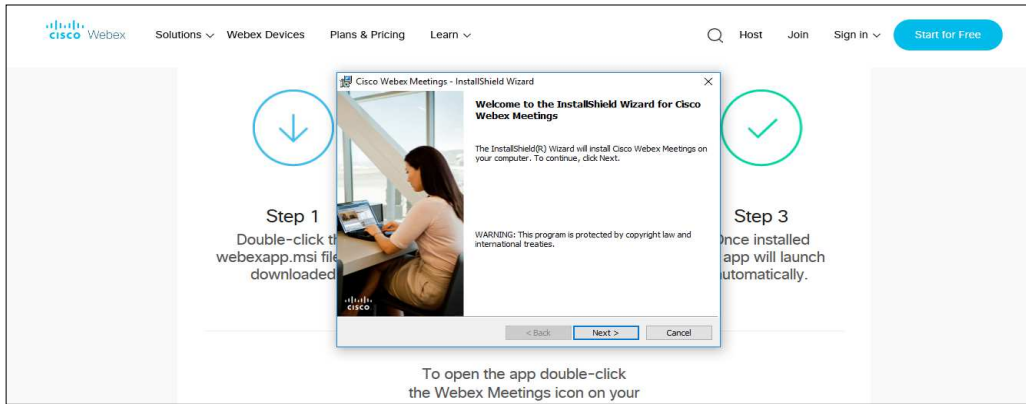 CISCO Webex
Solutions Webex Devices Plans & Pricing Learn Host Join Sign in Start for Free
Cisco Webex Meetings - InstallShield Wizard
Welcome to the InstallShield Wizard for Cisco
Webex Meetings
The InstallShield(R) Wizard will install Cisco Webex Meetings on
your computer. To continue, click Next.
WARNING: This program is protected by copyright law and
international treaties.
CISCO
< Back Next > Cancel
Step 1
Double-click
webexapp.msi
downloaded
Step 3
installed
app will launch
To open the app double-click
the Webex Meetings icon on your